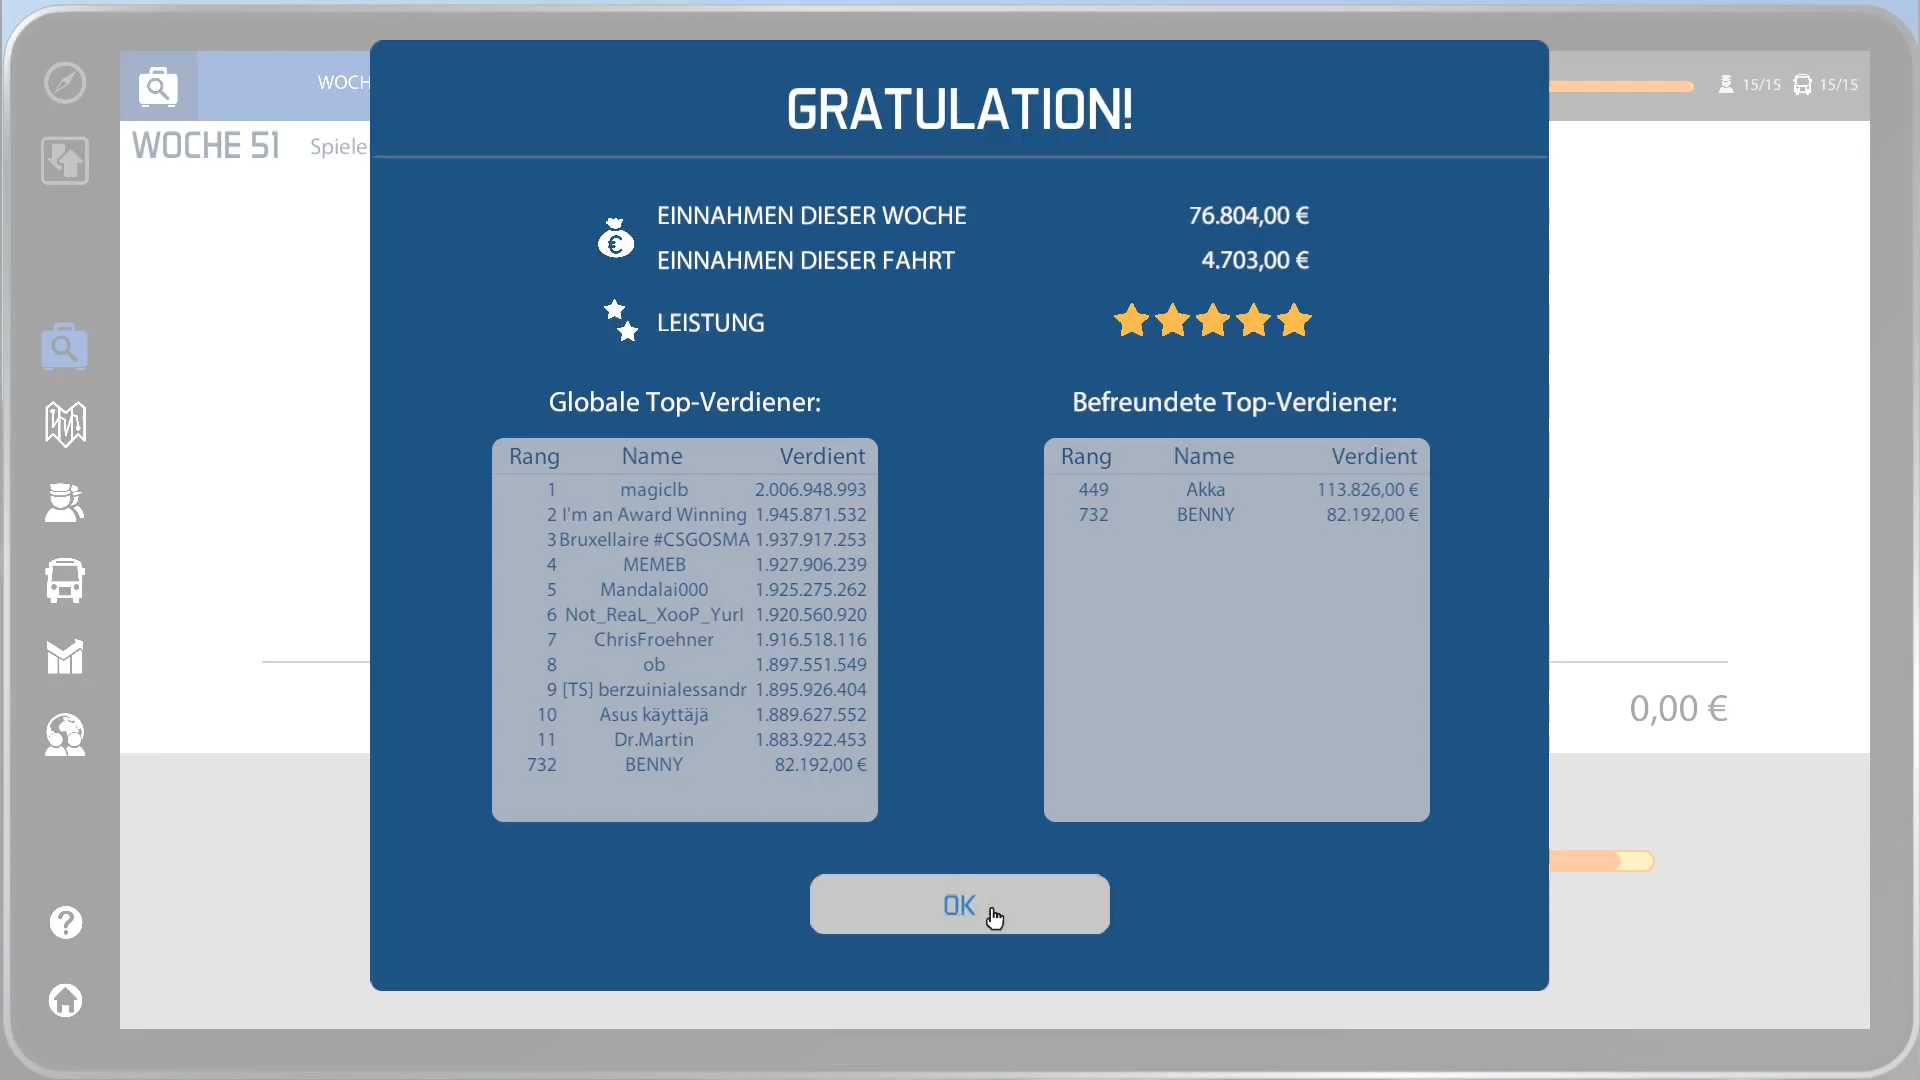 WOCH
15/15 15/15
WOCHE 51 Spiele
GRATULATION!
EINNAHMEN DIESER WOCHE 76.804,00 €
EINNAHMEN DIESER FAHRT 4.703,00 €
LEISTUNG
Globale Top-Verdiener:
Rang Name Verdient
1 magiclb 2.006.948.993
2 I'm an Award Winning 1.945.871.532
3 Bruxellaire #CSGOSMA 1.937.917.253
4 MEMEB 1.927.906.239
5 Mandalai000 1.925.275.262
6 Not_ReaL_XooP_Yurl 1.920.560.920
7 ChrisFroehner 1.916.518.116
8 ob 1.897.551.549
9 [TS] berzuinialessandr 1.895.926.404
10 Asus käyttäjä 1.889.627.552
11 Dr.Martin 1.883.922.453
732 BENNY 82.192,00 €
Befreundete Top-Verdiener:
Rang Name Verdient
449 Akka 113.826,00 €
732 BENNY 82.192,00 €
0,00 €
OK